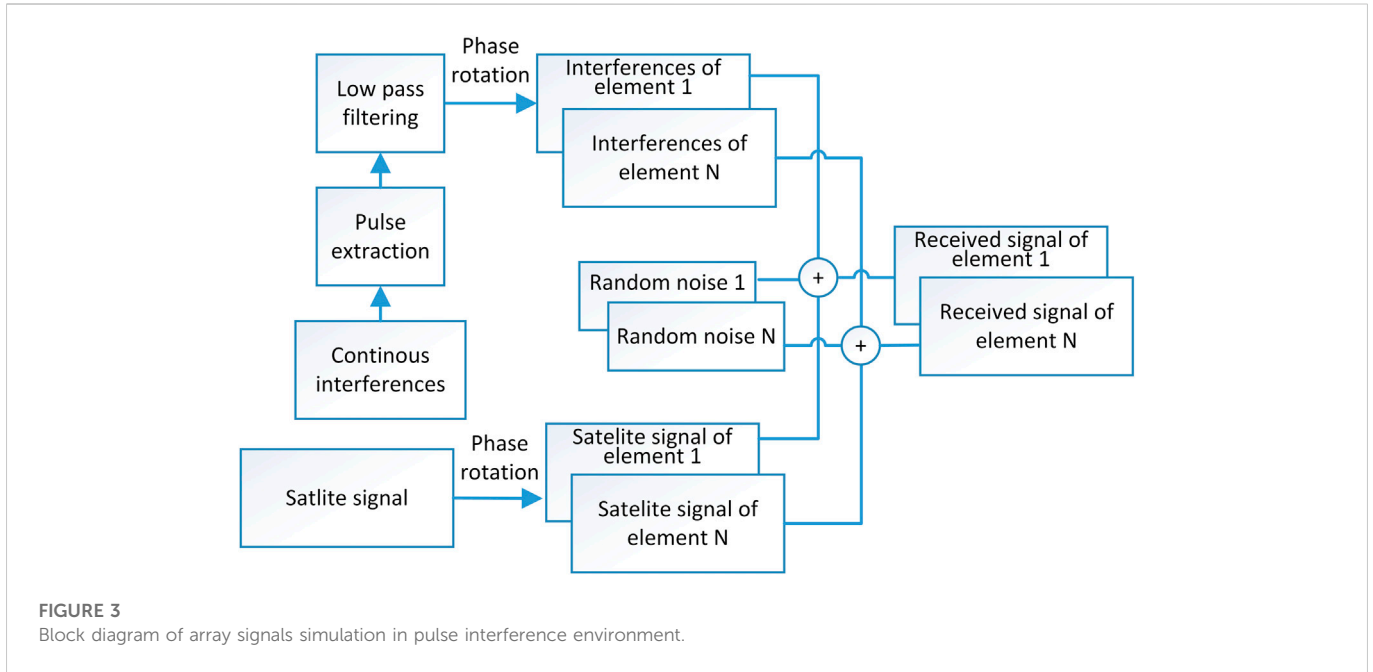 Phase
rotation
Low pass
filtering
Interferences of
element 1
Interferences of
element N
Pulse
extraction
Continous
interferences
Random noise 1
Random noise N
+
+
Received signal of
element 1
Received signal of
element N
Satlite signal
Phase
rotation
Satelite signal of
element 1
Satelite signal of
element N
FIGURE 3
Block diagram of array signals simulation in pulse interference environment.